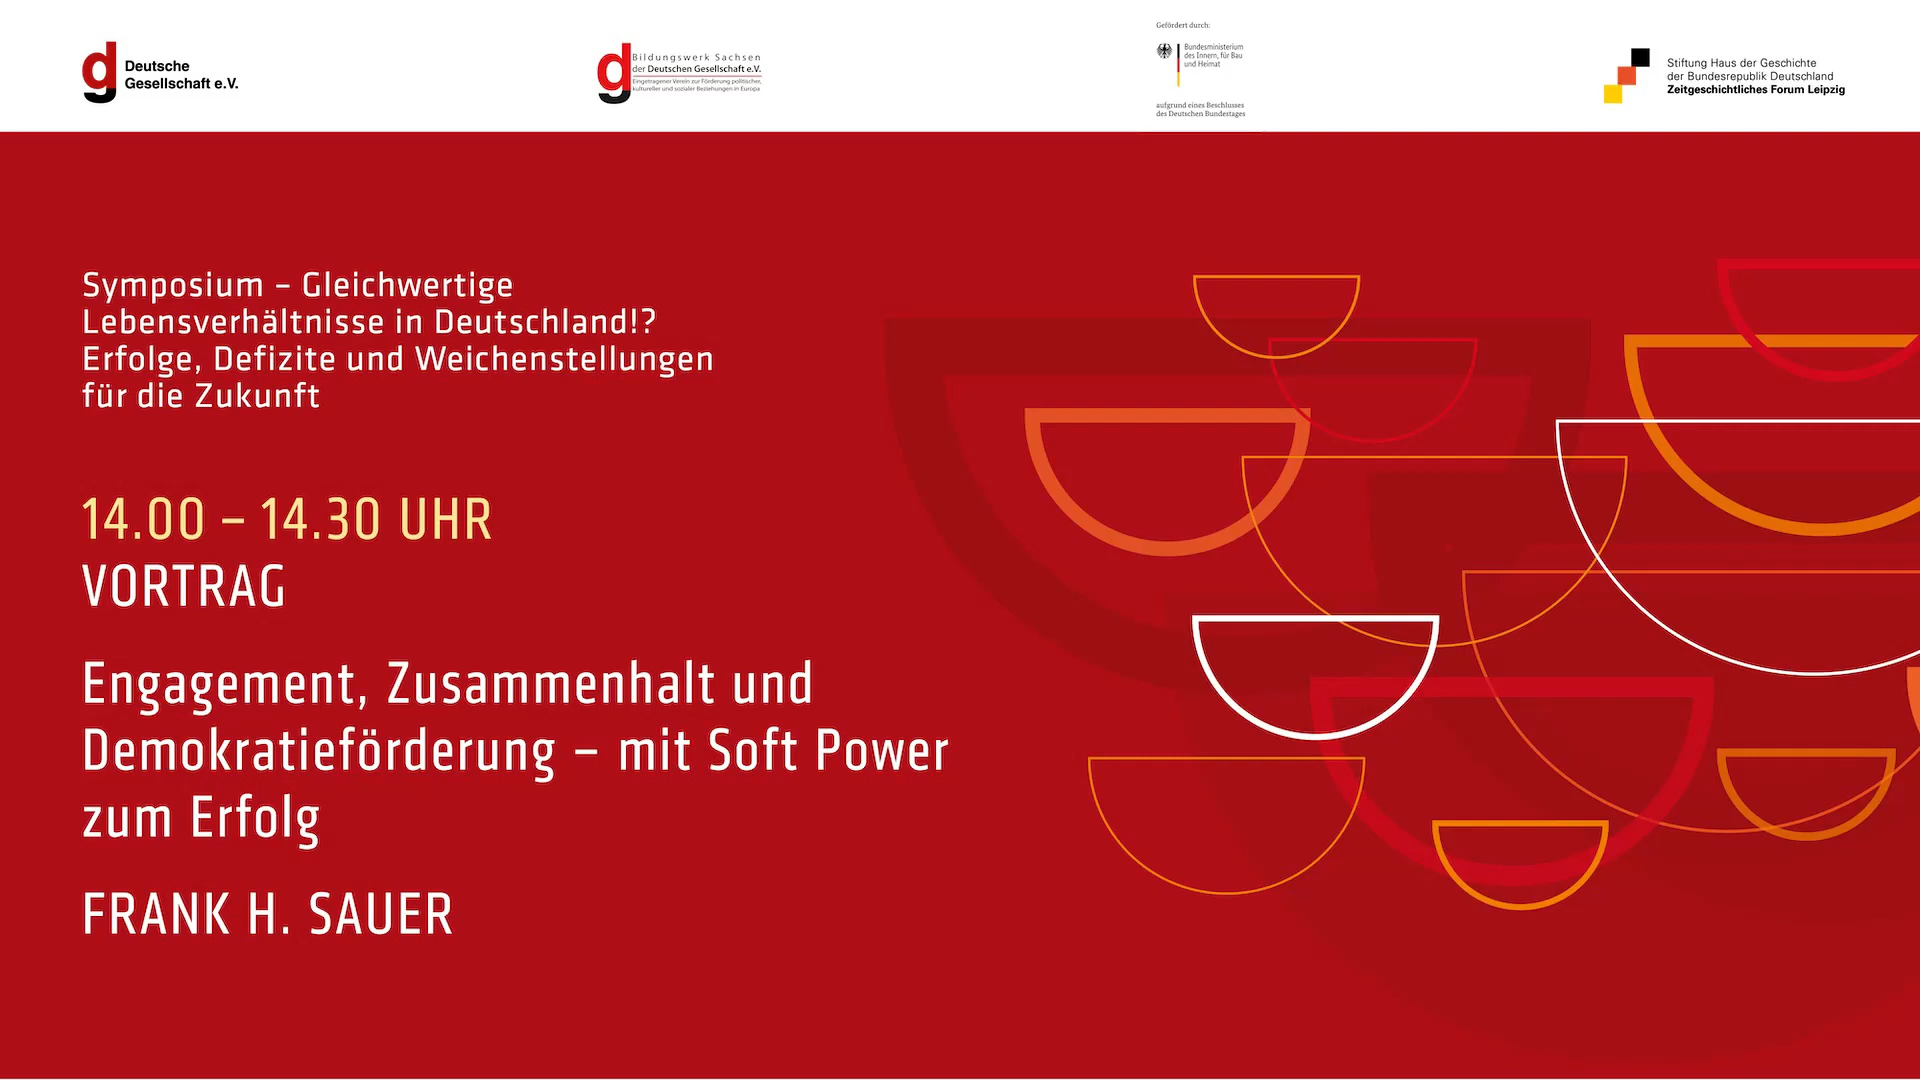 Deutsche
Gesellschaft e.V.
Bildungswerk Sachsen
der Deutschen Gesellschaft e.V.
Eingetragener Verein zur Förderung politischer,
kultureller und sozialer Beziehungen in Europa
Gefördert durch:
Bundesministerium
des Innern, für Bau
und Heimat
aufgrund eines Beschlusses
des Deutschen Bundestages
Stiftung Haus der Geschichte
der Bundesrepublik Deutschland
Zeitgeschichtliches Forum Leipzig
Symposium – Gleichwertige
Lebensverhältnisse in Deutschland!?
Erfolge, Defizite und Weichenstellungen
für die Zukunft
14.00 – 14.30 UHR
VORTRAG
Engagement, Zusammenhalt und
Demokratieförderung – mit Soft Power
zum Erfolg
FRANK H. SAUER